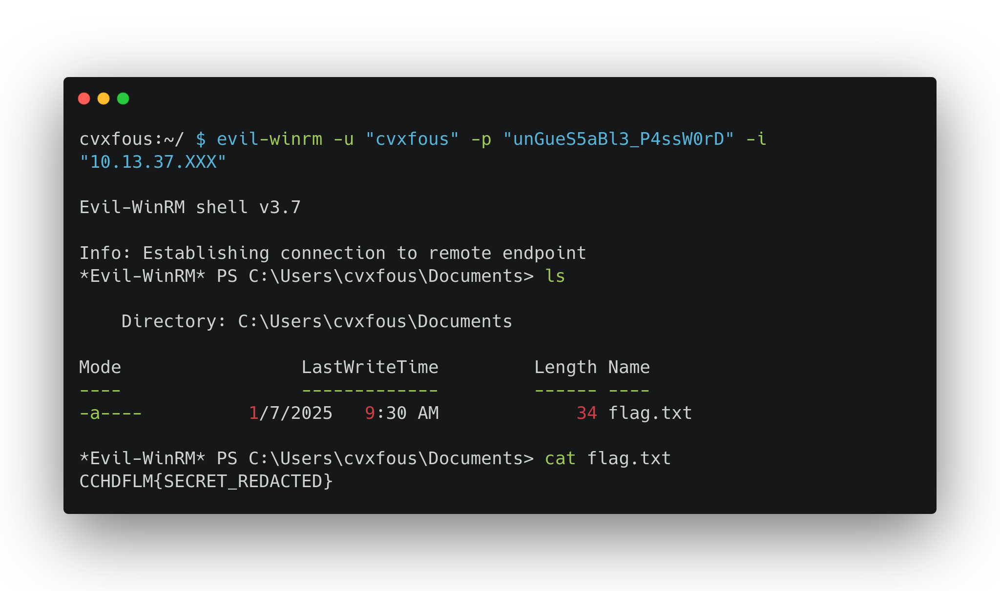 cvxfous:~/ $ evil-winrm -u "cvxfous" -p "unGueS5aBl3_P4ssW0rD" -i
"10.13.37.XXX"
Evil-WinRM shell v3.7
Info: Establishing connection to remote endpoint
*Evil-WinRM* PS C:\Users\cvxfous\Documents> ls
Directory: C:\Users\cvxfous\Documents
Mode LastWriteTime Length Name
---- ------------- ------ ----
-a---- 1/7/2025 9:30 AM 34 flag.txt
*Evil-WinRM* PS C:\Users\cvxfous\Documents> cat flag.txt
CCHDFLM{SECRET_REDACTED}